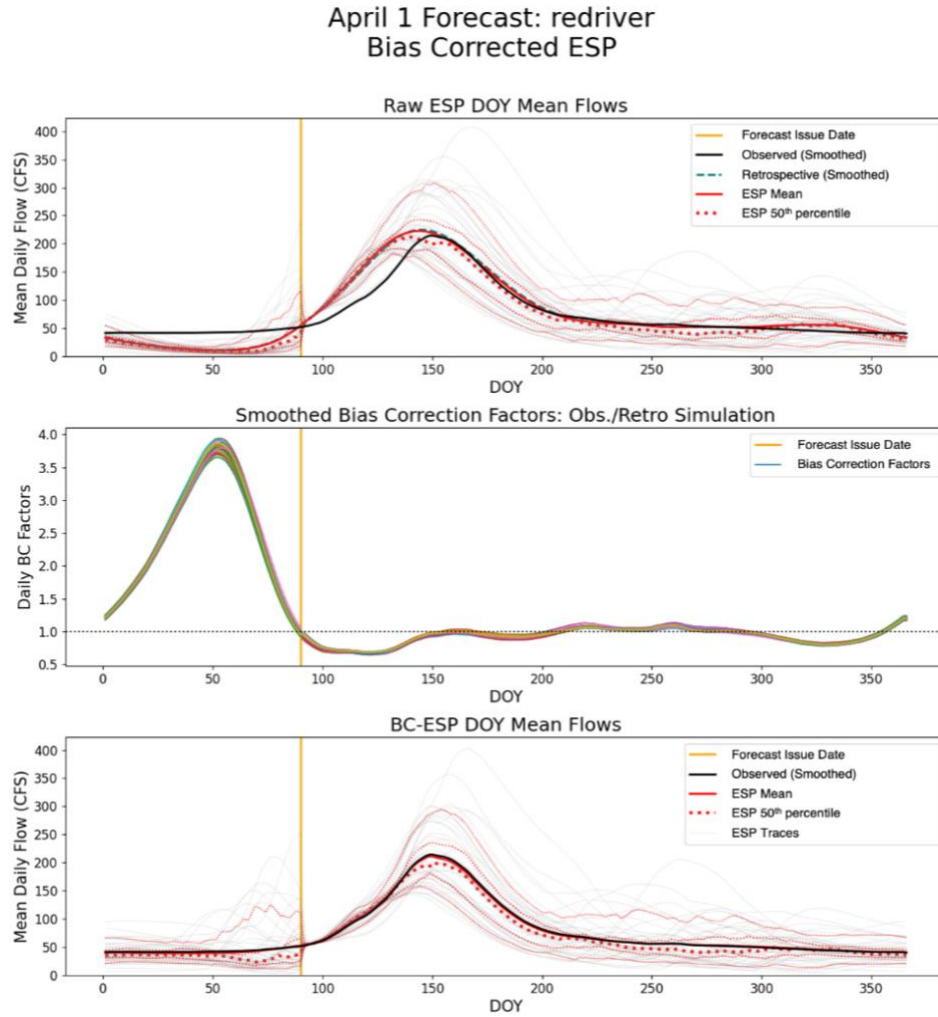 April 1 Forecast: redriver
Bias Corrected ESP
Raw ESP DOY Mean Flows
Mean Daily Flow (CFS)
400
350
300
250
200
150
100
50
0
Forecast Issue Date
Observed (Smoothed)
Retrospective (Smoothed)
ESP Mean
ESP 50th percentile
0 50 100 150 200 250 300 350
DOY
Smoothed Bias Correction Factors: Obs./Retro Simulation
Daily BC Factors
4.0
3.5
3.0
2.5
2.0
1.5
1.0
0.5
Forecast Issue Date
Bias Correction Factors
0 50 100 150 200 250 300 350
DOY
BC-ESP DOY Mean Flows
Mean Daily Flow (CFS)
400
350
300
250
200
150
100
50
0
Forecast Issue Date
Observed (Smoothed)
ESP Mean
ESP 50th percentile
ESP Traces
0 50 100 150 200 250 300 350
DOY